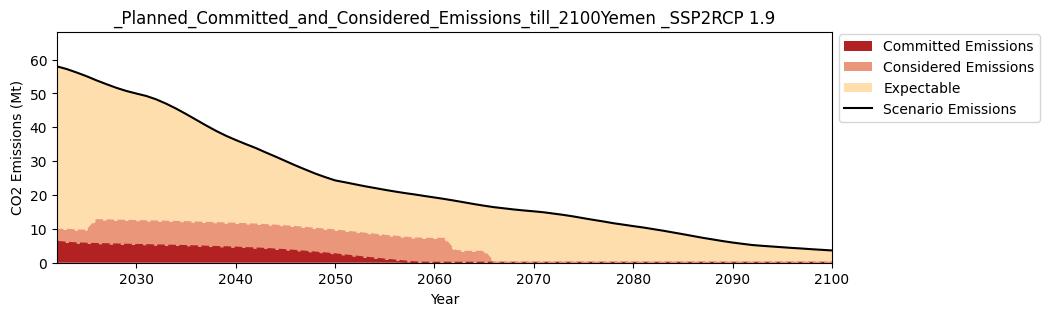 _Planned_Committed_and_Considered_Emissions_till_2100Yemen _SSP2RCP 1.9
Committed Emissions
Considered Emissions
Expectable
Scenario Emissions
CO2 Emissions (Mt)
60
50
40
30
20
10
0
2030 2040 2050 2060 2070 2080 2090 2100
Year